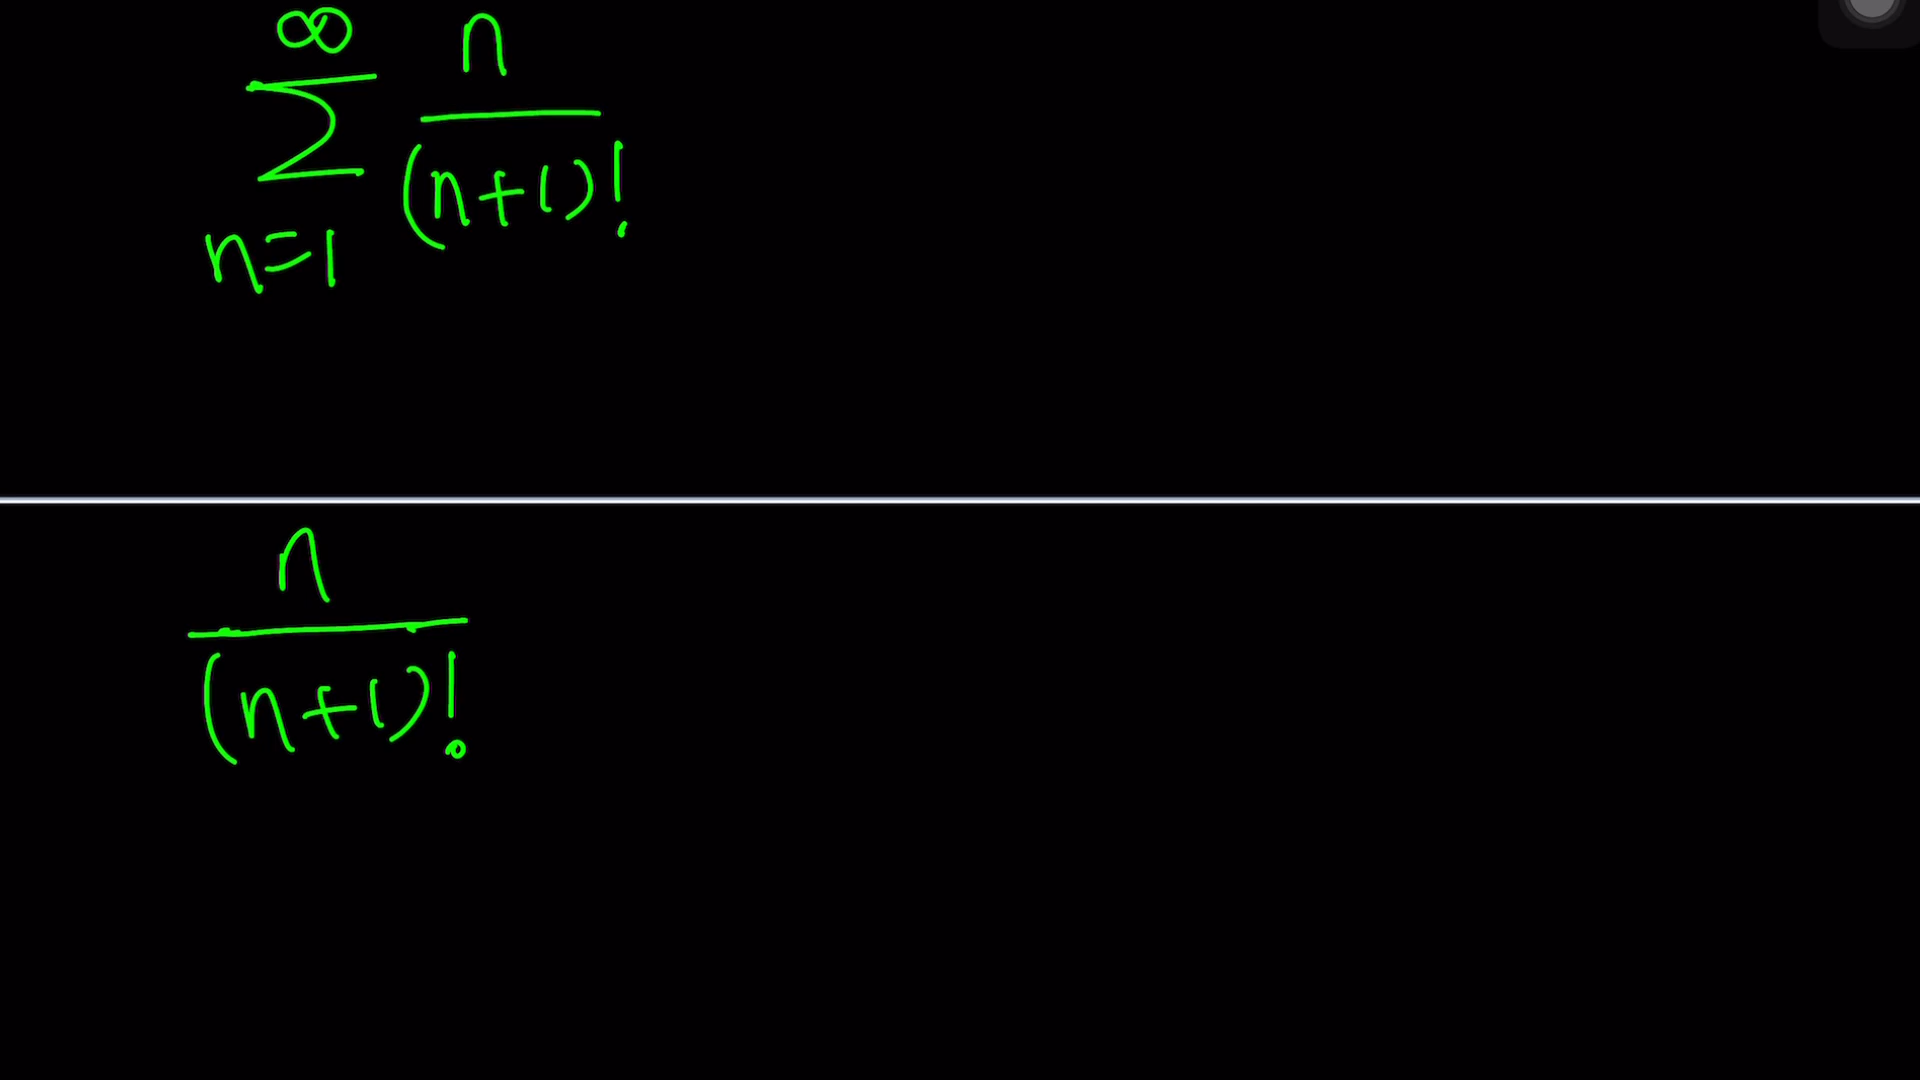 ∞
∑ n/(n+1)!
n=1
n/(n+1)!